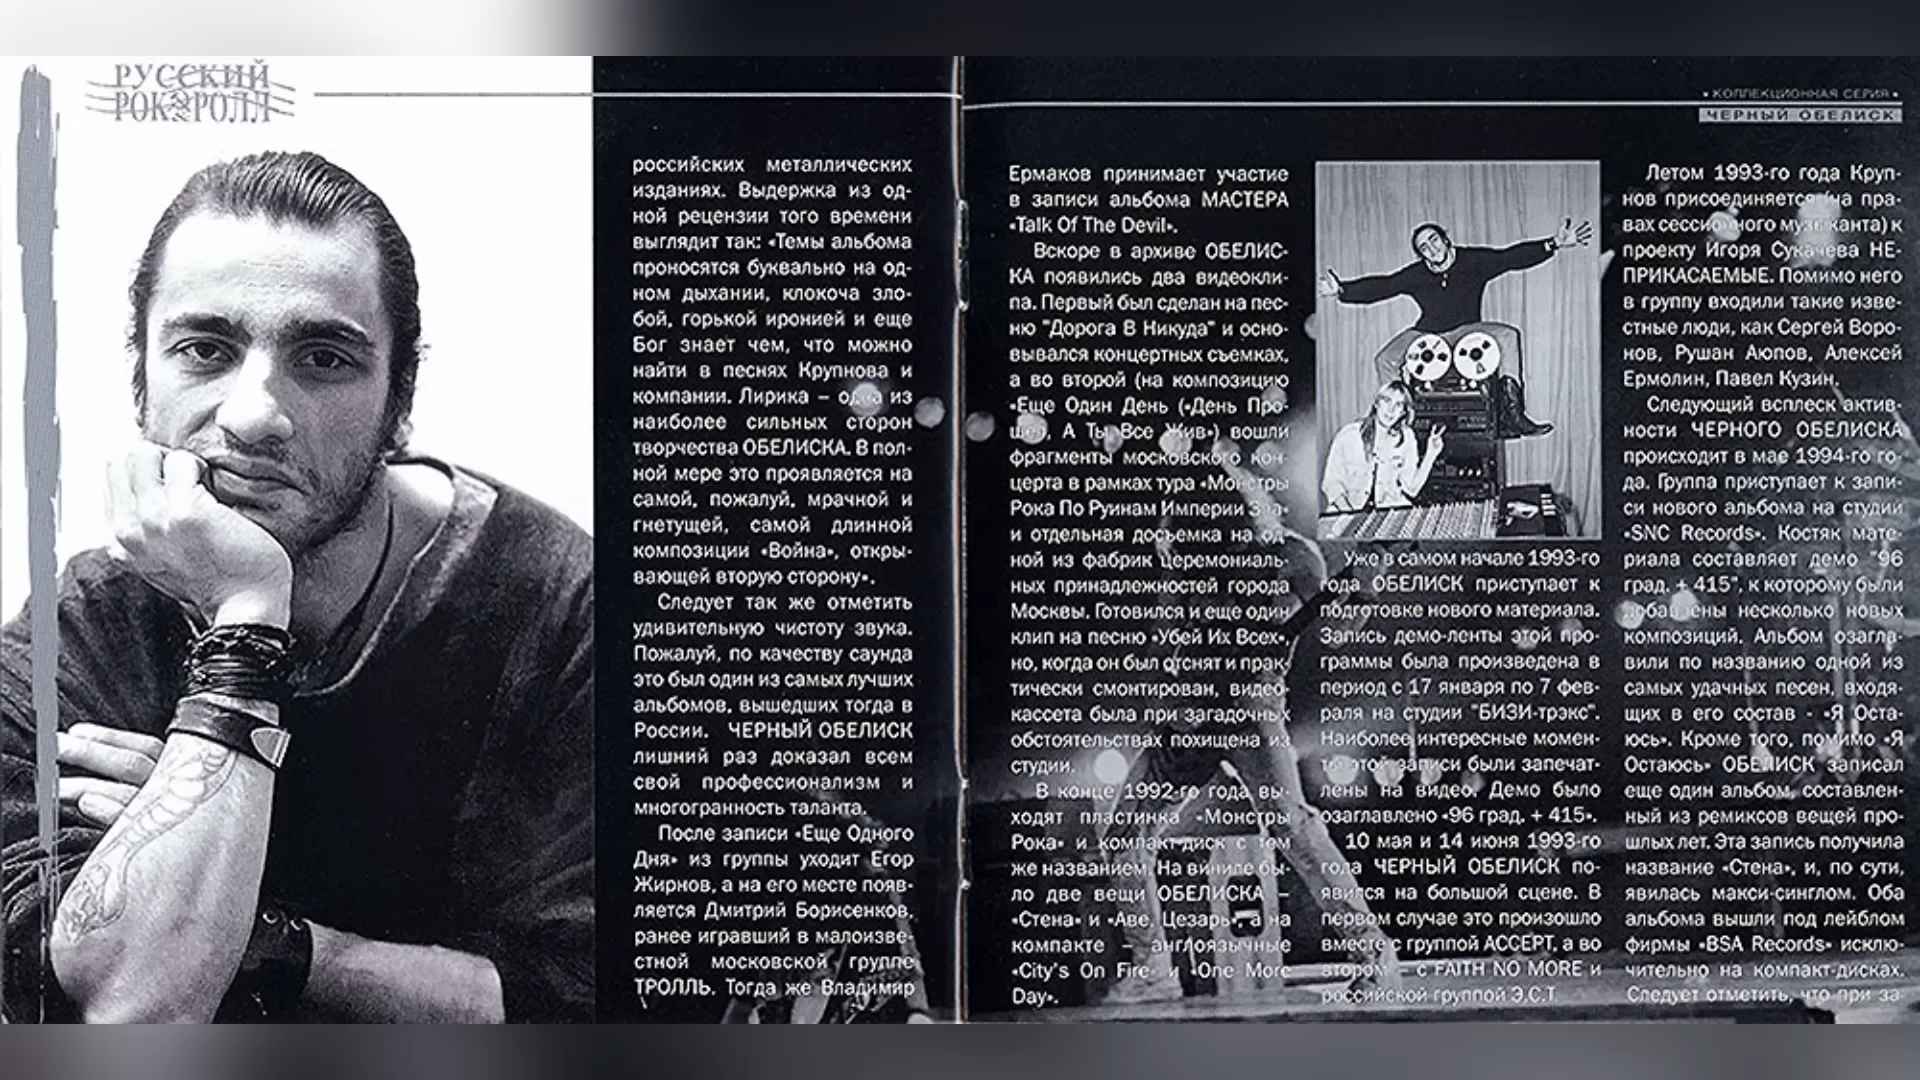 РУССКИЙ
РОК РОЛЛ
российских металлических
изданиях. Выдержка из од-
ной рецензии того времени
выглядит так: «Темы альбома
проносятся буквально на од-
ном дыхании, клокоча зло-
бой, горькой иронией и еще
Бог знает чем, что можно
найти в песнях Крупнова и
компании. Лирика – одна из
наиболее сильных сторон
творчества ОБЕЛИСКА. В пол-
ной мере это проявляется на
самой, пожалуй, мрачной и
гнетущей, самой длинной
композиции «Война», откры-
вающей вторую сторону».
Следует так же отметить
удивительную чистоту звука.
Пожалуй, по качеству саунда
это был один из самых лучших
альбомов, вышедших тогда в
России. ЧЕРНЫЙ ОБЕЛИСК
лишний раз доказал всем
свой профессионализм и
многогранность таланта.
После записи «Еще Одного
Дня» из группы уходит Егор
Жирнов, а на его месте появ-
ляется Дмитрий Борисенков,
ранее игравший в малоизве-
стной московской группе
ТРОЛЛЬ. Тогда же Владимир
• КОЛЛЕКЦИОННАЯ СЕРИЯ •
ЧЕРНЫЙ ОБЕЛИСК
Ермаков принимает участие
в записи альбома МАСТЕРА
«Talk Of The Devil».
Вскоре в архиве ОБЕЛИС-
КА появились два видеокли-
па. Первый был сделан на пес-
ню "Дорога В Никуда" и осно-
вывался концертных съемках,
а во второй (на композицию
«Еще Один День («День Про-
шел, А Ты Все Жив») вошли
фрагменты московского кон-
церта в рамках тура «Монстры
Рока По Руинам Империи Зла»
и отдельная досъемка на од-
ной из фабрик церемониаль-
ных принадлежностей города
Москвы. Готовился и еще один
клип на песню «Убей Их Всех»,
но, когда он был отснят и прак-
тически смонтирован, видео-
кассета была при загадочных
обстоятельствах похищена из
студии.
В конце 1992-го года вы-
ходят пластинка «Монстры
Рока» и компакт-диск с тем
же названием. На виниле бы-
ло две вещи ОБЕЛИСКА –
«Стена» и «Аве, Цезарь», а на
компакте – англоязычные
«City's On Fire» и «One More
Day».
Уже в самом начале 1993-го
года ОБЕЛИСК приступает к
подготовке нового материала.
Запись демо-ленты этой про-
граммы была произведена в
период с 17 января по 7 фев-
раля на студии "БИЗИ-трэкс".
Наиболее интересные момен-
ты этой записи были запечат-
лены на видео. Демо было
озаглавлено «96 град. + 415».
10 мая и 14 июня 1993-го
года ЧЕРНЫЙ ОБЕЛИСК по-
явился на большой сцене. В
первом случае это произошло
вместе с группой ACCEPT, а во
втором – с FAITH NO MORE и
российской группой Э.С.Т.
Летом 1993-го года Круп-
нов присоединяется (на пра-
вах сессионного музыканта) к
проекту Игоря Сукачева НЕ-
ПРИКАСАЕМЫЕ. Помимо него
в группу входили такие изве-
стные люди, как Сергей Воро-
нов, Рушан Аюпов, Алексей
Ермолин, Павел Кузин.
Следующий всплеск актив-
ности ЧЕРНОГО ОБЕЛИСКА
происходит в мае 1994-го го-
да. Группа приступает к запи-
си нового альбома на студии
«SNC Records». Костяк мате-
риала составляет демо "96
град. + 415", к которому были
добавлены несколько новых
композиций. Альбом озагла-
вили по названию одной из
самых удачных песен, входя-
щих в его состав - «Я Оста-
юсь». Кроме того, помимо «Я
Остаюсь» ОБЕЛИСК записал
еще один альбом, составлен-
ный из ремиксов вещей про-
шлых лет. Эта запись получила
название «Стена», и, по сути,
явилась макси-синглом. Оба
альбома вышли под лейблом
фирмы «BSA Records» исклю-
чительно на компакт-дисках.
Следует отметить, что при за-